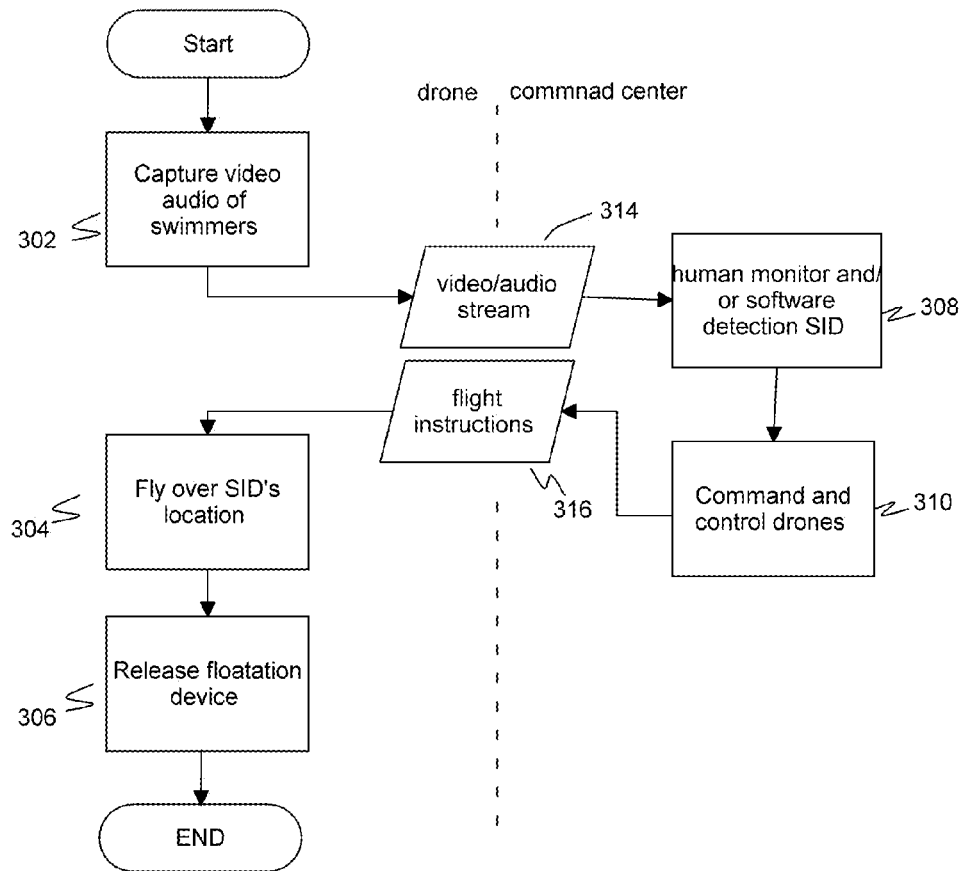 Start
drone
commnad center
Capture video
audio of
swimmers
302
314
video/audio
stream
human monitor and/
or software
detection SID
308
flight
instructions
316
Command and
control drones
310
Fly over SID's
location
304
Release floatation
device
306
END